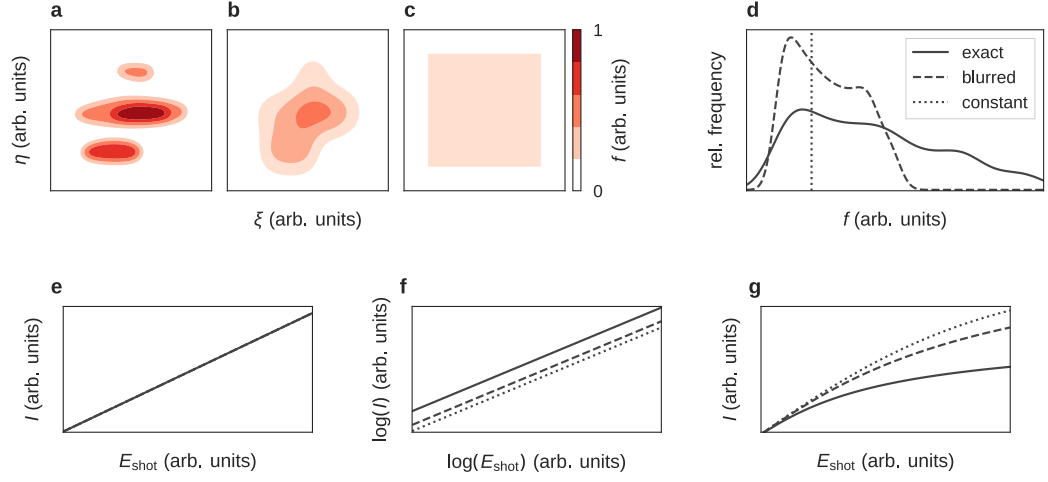 a
b
c
d
η (arb. units)
1
0
f (arb. units)
ξ (arb. units)
rel. frequency
exact
blurred
constant
f (arb. units)
e
f
g
I (arb. units)
E_shot (arb. units)
log(I) (arb. units)
log(E_shot) (arb. units)
I (arb. units)
E_shot (arb. units)